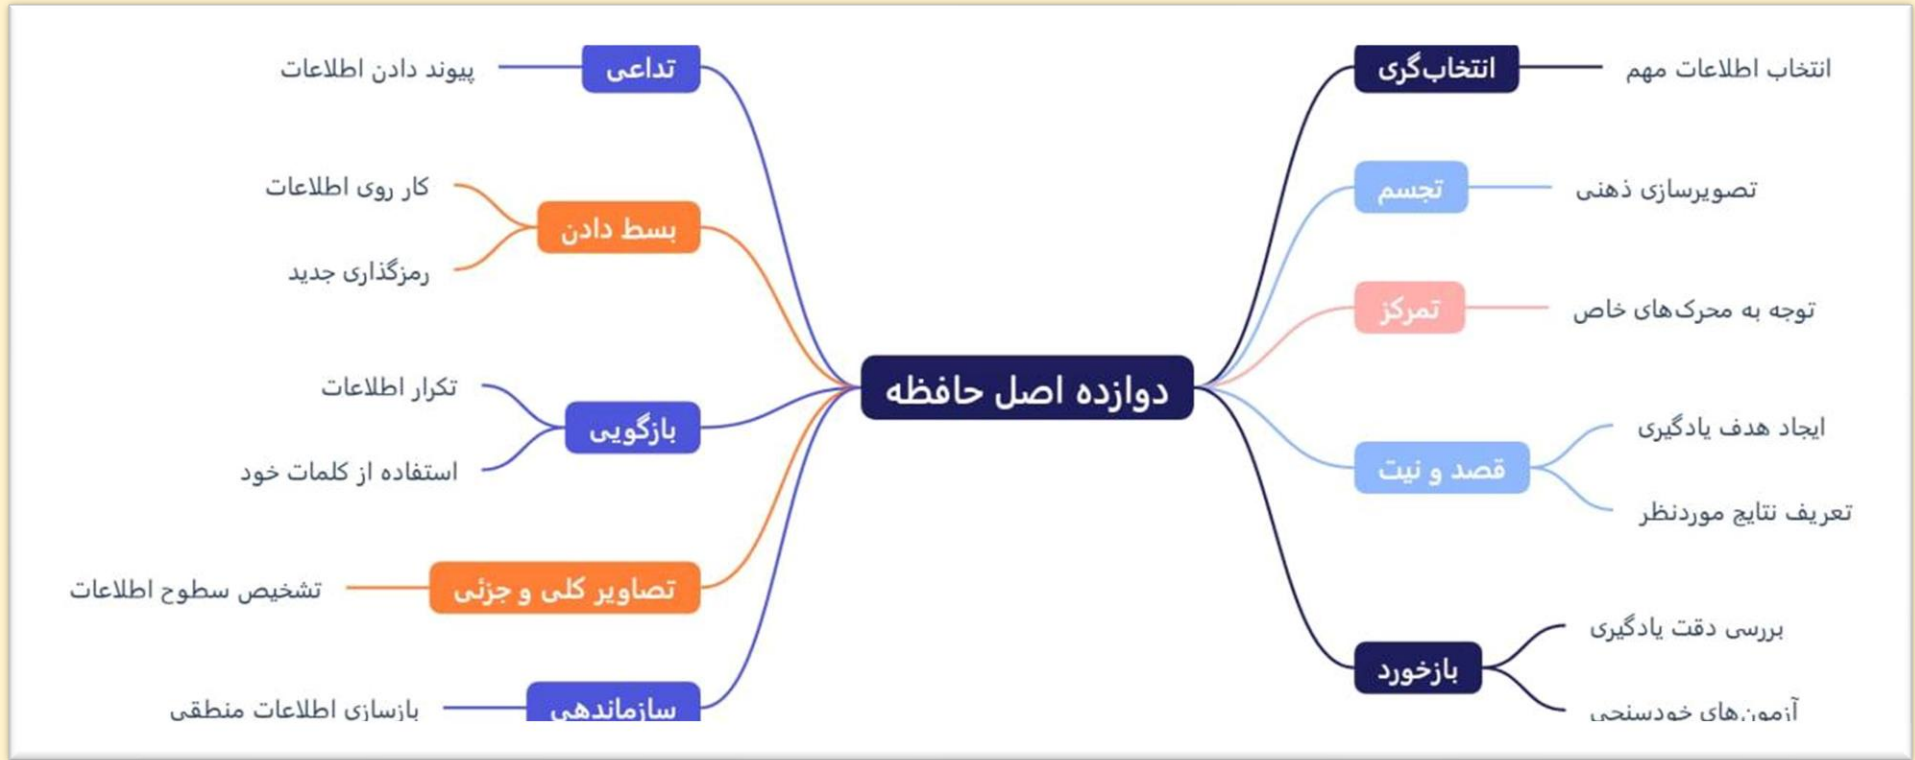 دوازده اصل حافظه
انتخاب‌گری
انتخاب اطلاعات مهم
تجسم
تصویرسازی ذهنی
تمرکز
توجه به محرک‌های خاص
قصد و نیت
ایجاد هدف یادگیری
تعریف نتایج موردنظر
بازخورد
بررسی دقت یادگیری
آزمون‌های خودسنجی
تداعی
پیوند دادن اطلاعات
بسط دادن
کار روی اطلاعات
رمزگذاری جدید
بازگویی
تکرار اطلاعات
استفاده از کلمات خود
تصاویر کلی و جزئی
تشخیص سطوح اطلاعات
سازماندهی
بازسازی اطلاعات منطقی